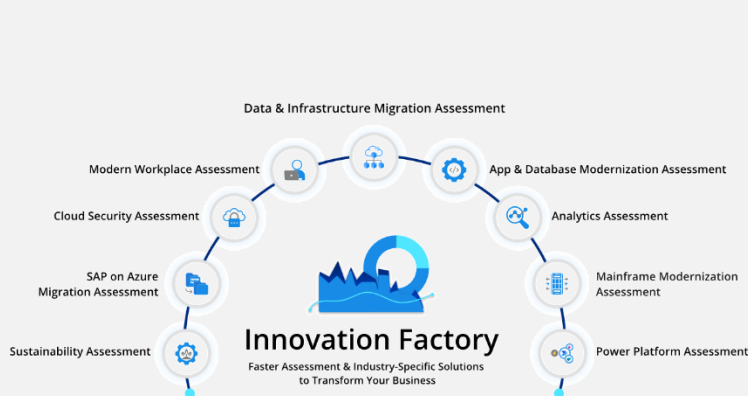 Data & Infrastructure Migration Assessment
Modern Workplace Assessment
App & Database Modernization Assessment
Cloud Security Assessment
Analytics Assessment
SAP on Azure
Migration Assessment
Mainframe Modernization
Assessment
Sustainability Assessment
Power Platform Assessment
Innovation Factory
Faster Assessment & Industry-Specific Solutions
to Transform Your Business